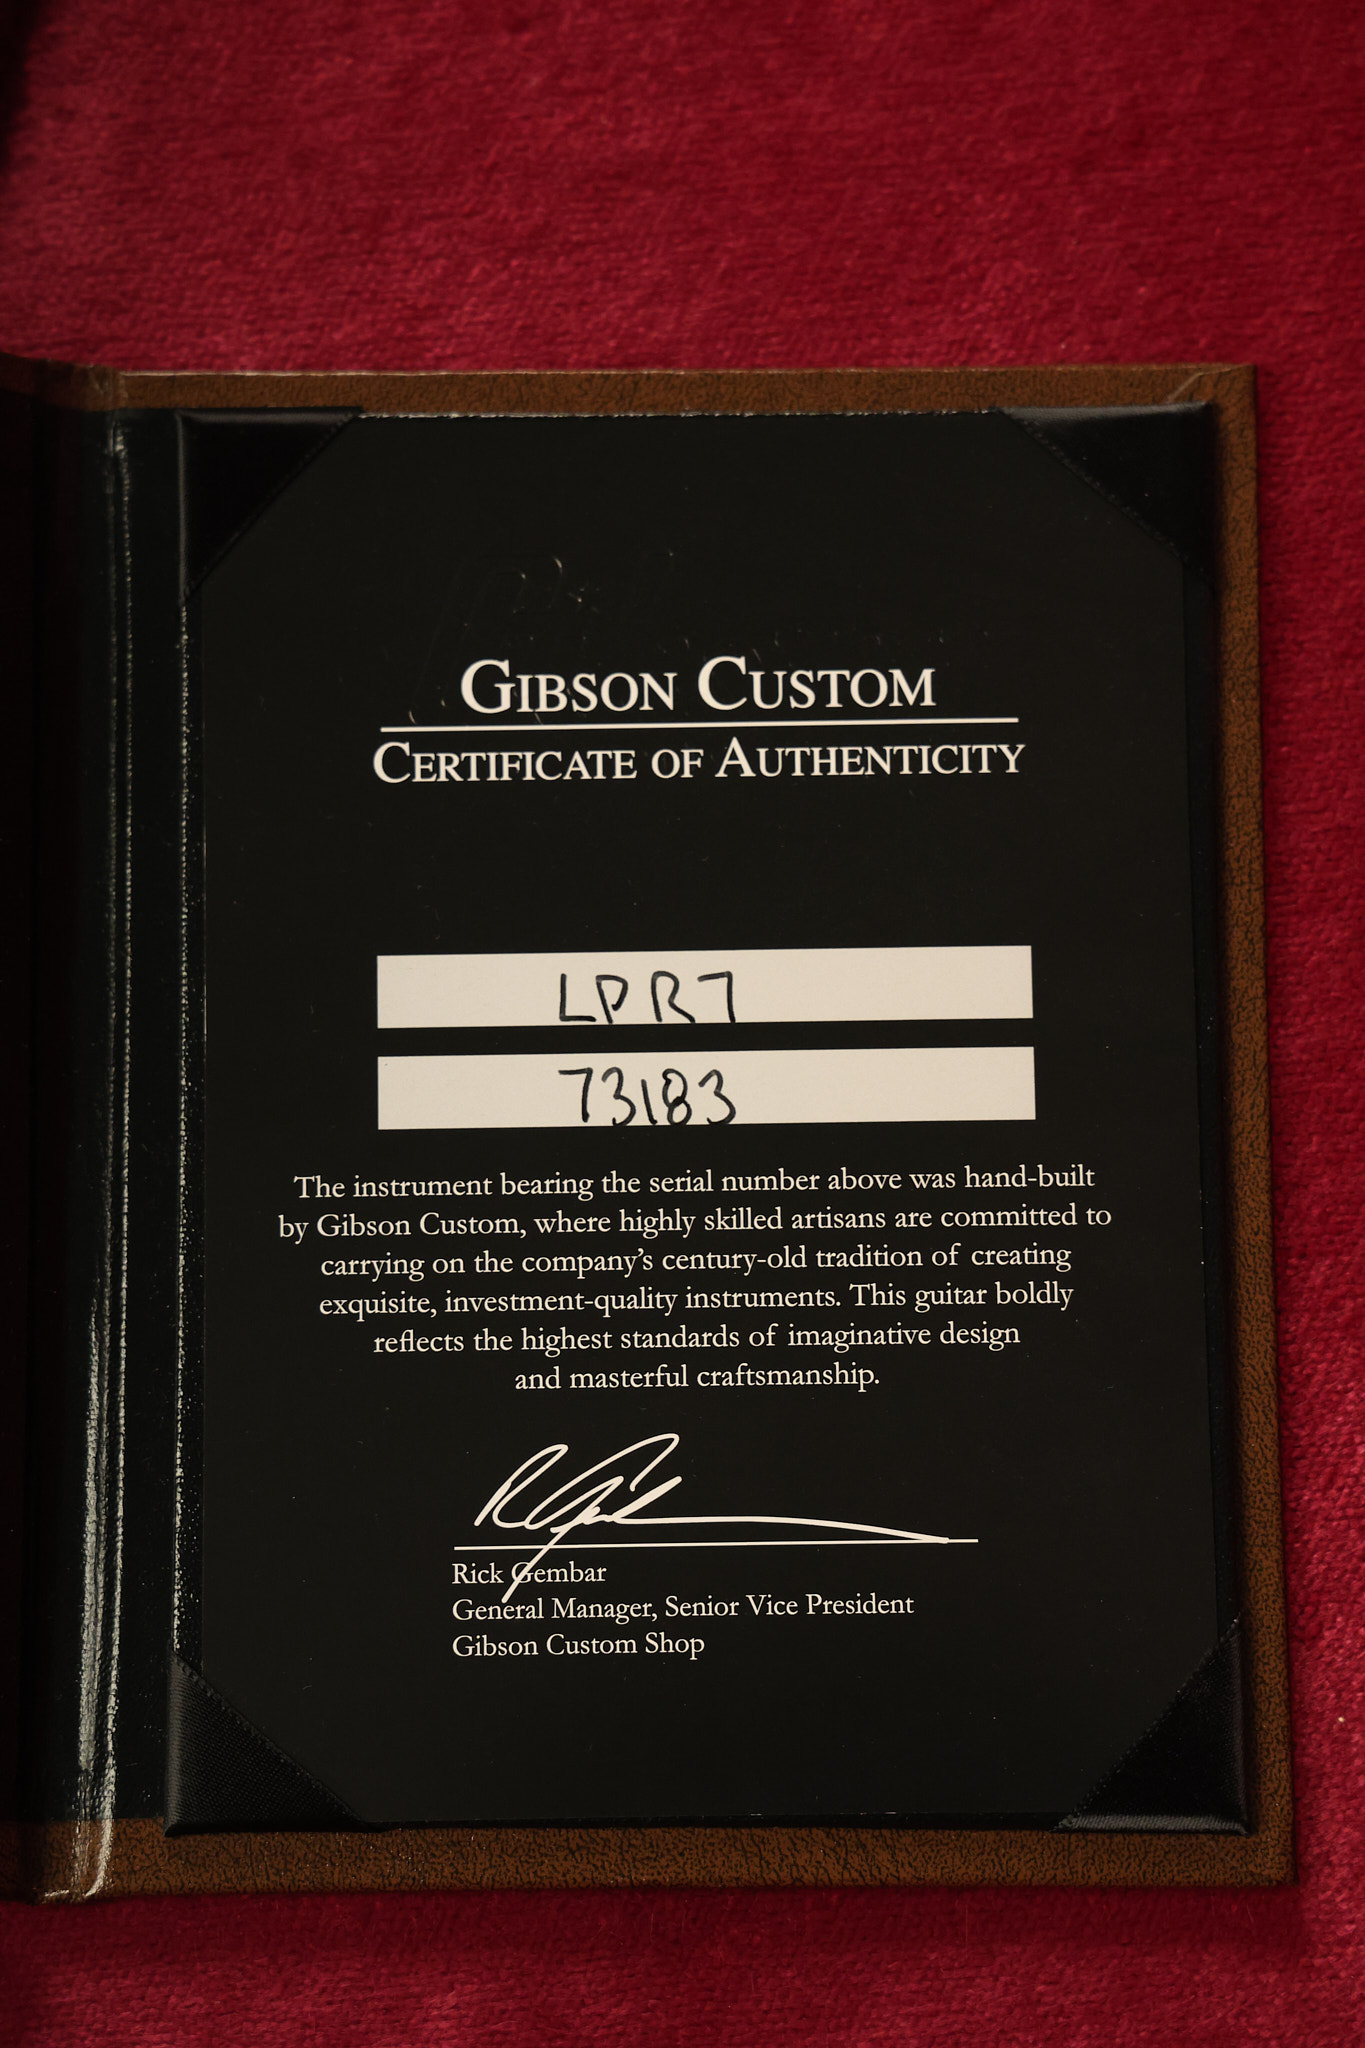 GIBSON CUSTOM
CERTIFICATE OF AUTHENTICITY
LPR7
73183
The instrument bearing the serial number above was hand-built
by Gibson Custom, where highly skilled artisans are committed to
carrying on the company's century-old tradition of creating
exquisite, investment-quality instruments. This guitar boldly
reflects the highest standards of imaginative design
and masterful craftsmanship.
Rick Gembar
General Manager, Senior Vice President
Gibson Custom Shop